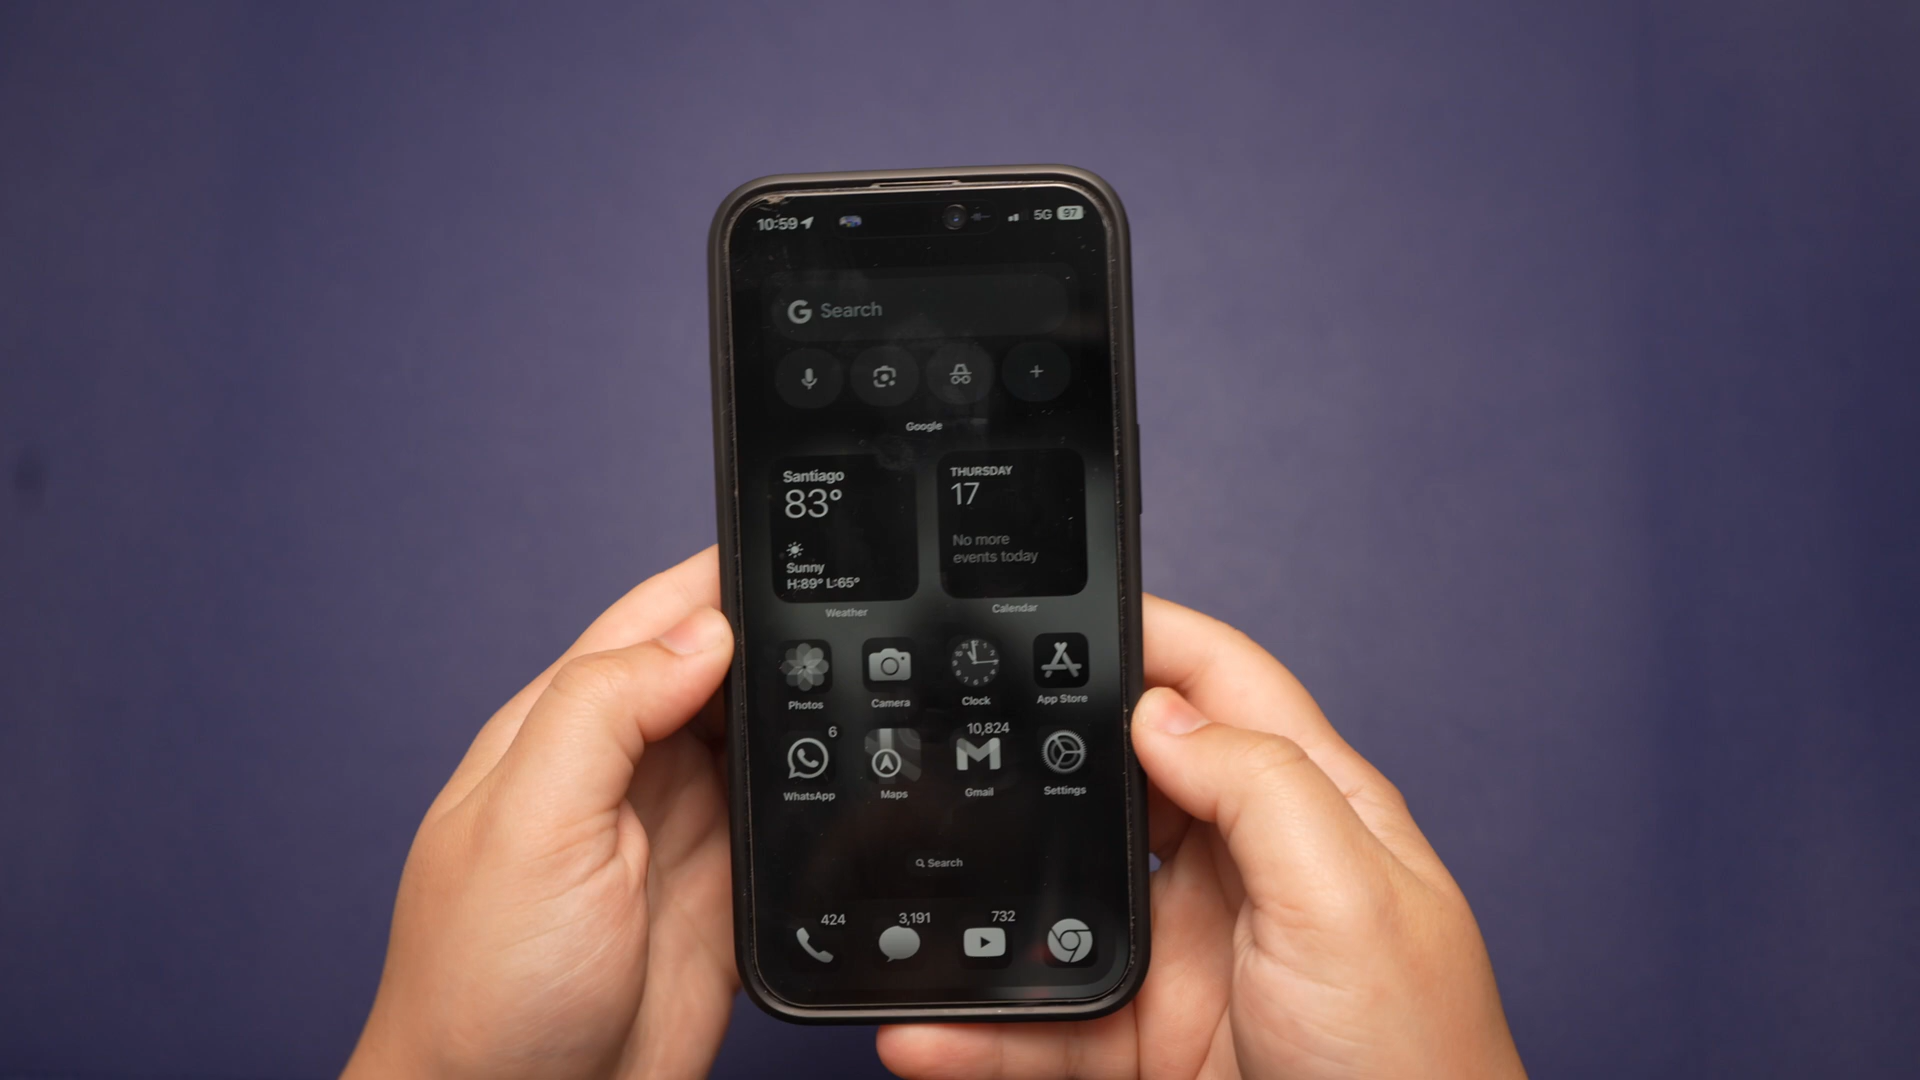 10:59 5G 97
G Search
Google
Santiago
83°
Sunny
H:89° L:65°
Weather
THURSDAY
17
No more
events today
Calendar
Photos Camera Clock App Store
6 10,824
WhatsApp Maps Gmail Settings
Search
424 3,191 732